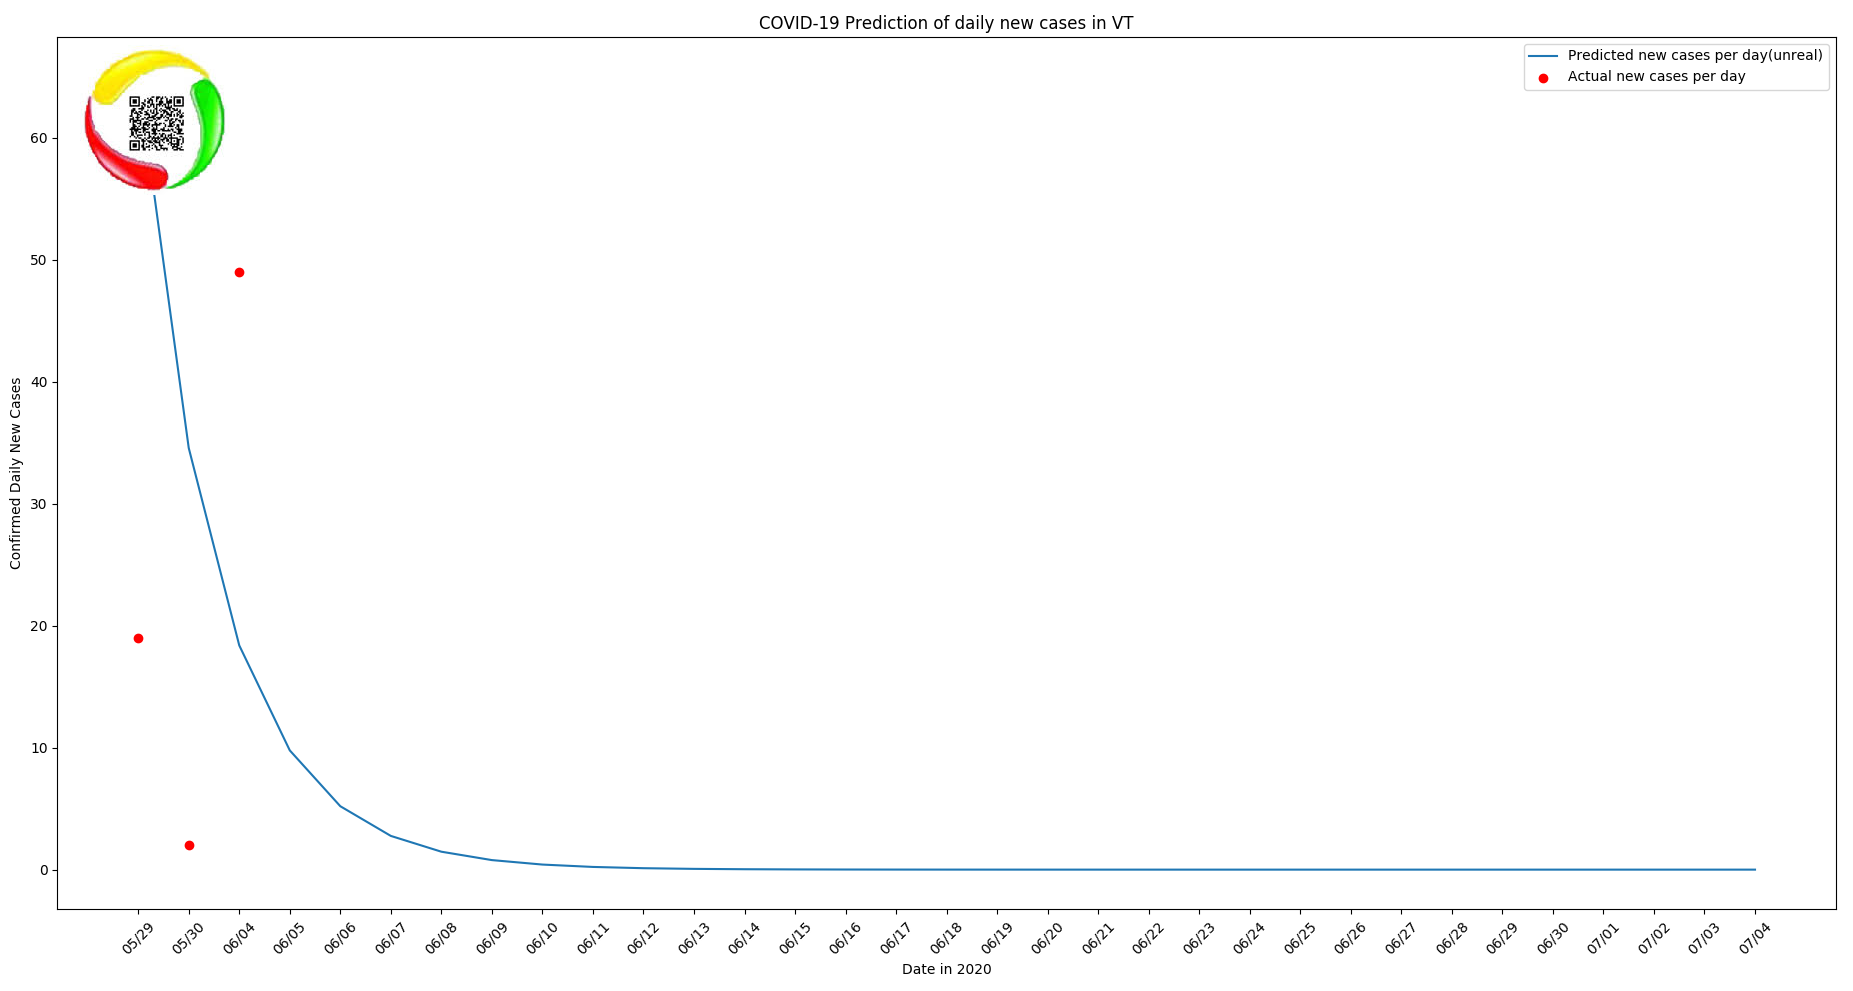 COVID-19 Prediction of daily new cases in VT
Predicted new cases per day(unreal)
Actual new cases per day
60
50
40
30
20
10
0
Confirmed Daily New Cases
05/29 05/30 06/04 06/05 06/06 06/07 06/08 06/09 06/10 06/11 06/12 06/13 06/14 06/15 06/16 06/17 06/18 06/19 06/20 06/21 06/22 06/23 06/24 06/25 06/26 06/27 06/28 06/29 06/30 07/01 07/02 07/03 07/04
Date in 2020